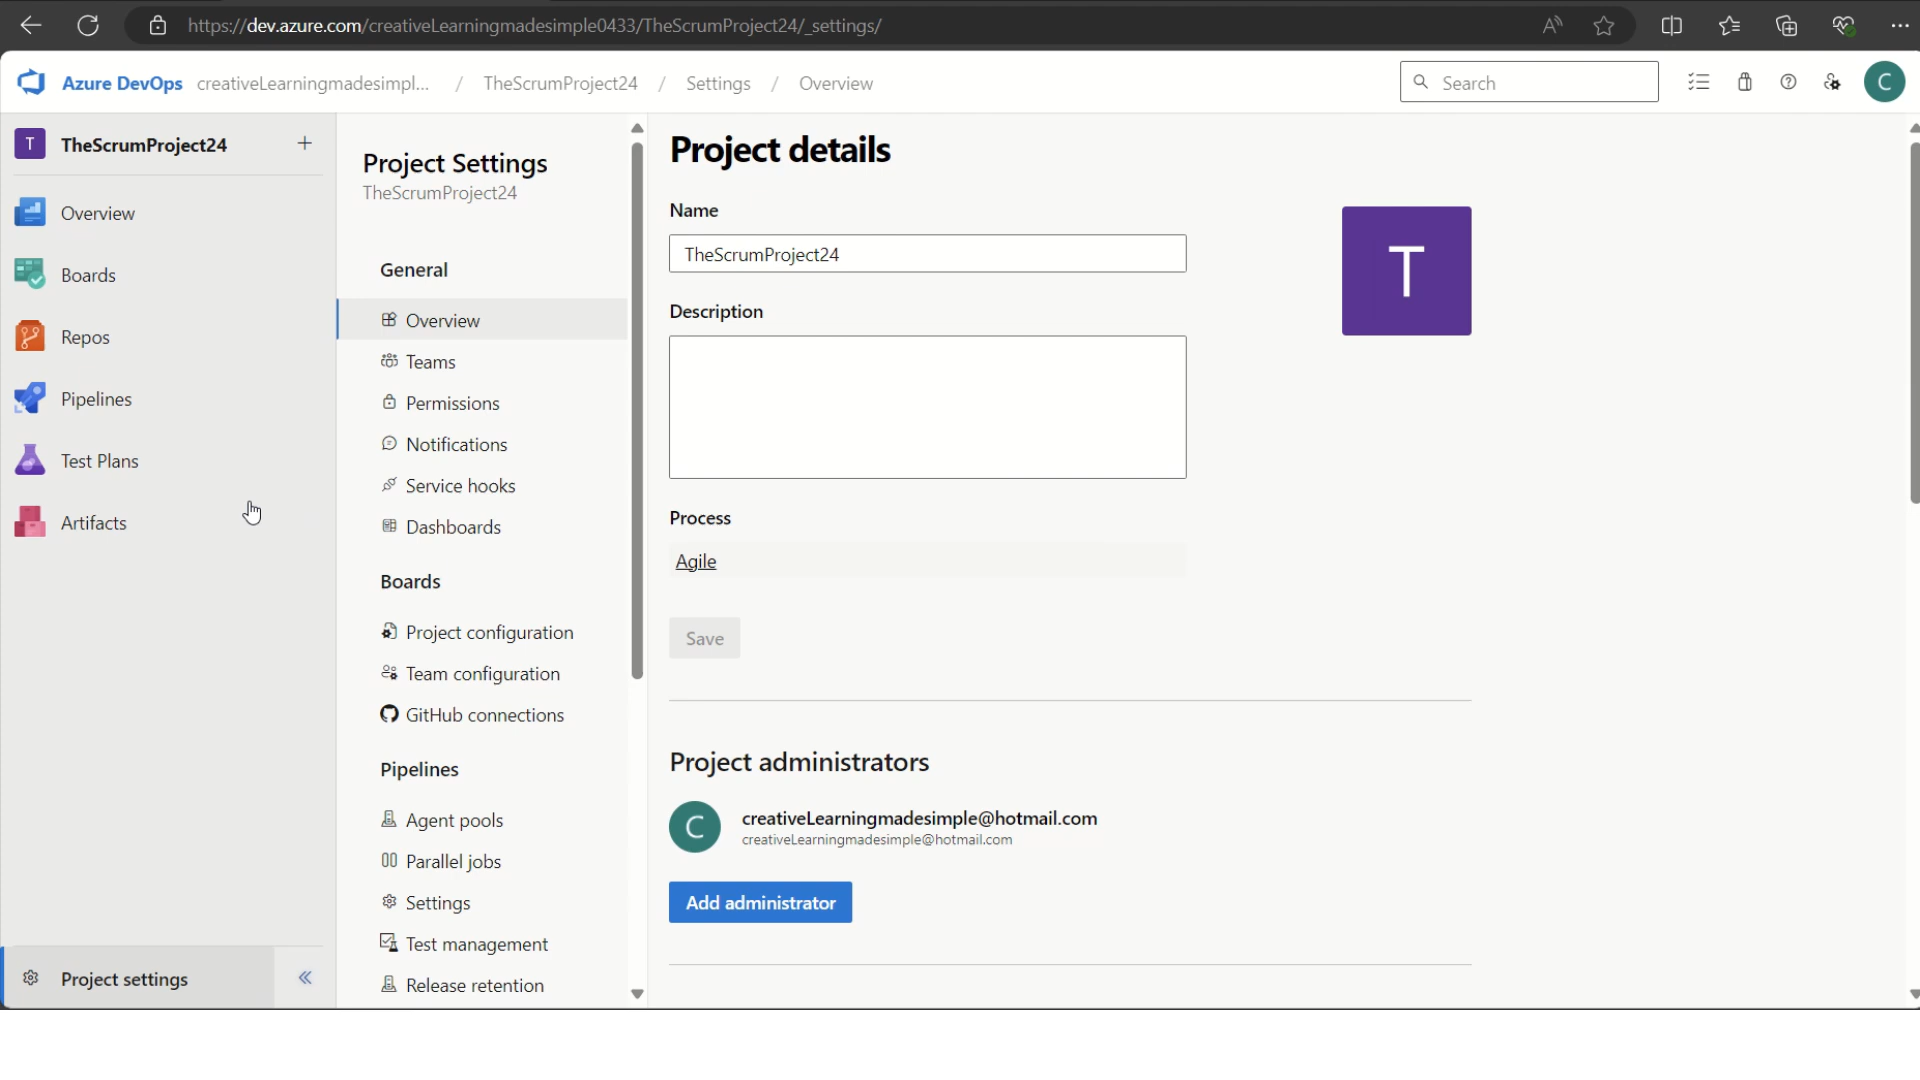 https://dev.azure.com/creativeLearningmadesimple0433/TheScrumProject24/_settings/
Azure DevOps creativeLearningmadesimpl... / TheScrumProject24 / Settings / Overview
Search
C
T TheScrumProject24
Overview
Boards
Repos
Pipelines
Test Plans
Artifacts
Project settings
Project Settings
TheScrumProject24
General
Overview
Teams
Permissions
Notifications
Service hooks
Dashboards
Boards
Project configuration
Team configuration
GitHub connections
Pipelines
Agent pools
Parallel jobs
Settings
Test management
Release retention
Project details
Name
TheScrumProject24
T
Description
Process
Agile
Save
Project administrators
C
creativeLearningmadesimple@hotmail.com
creativeLearningmadesimple@hotmail.com
Add administrator